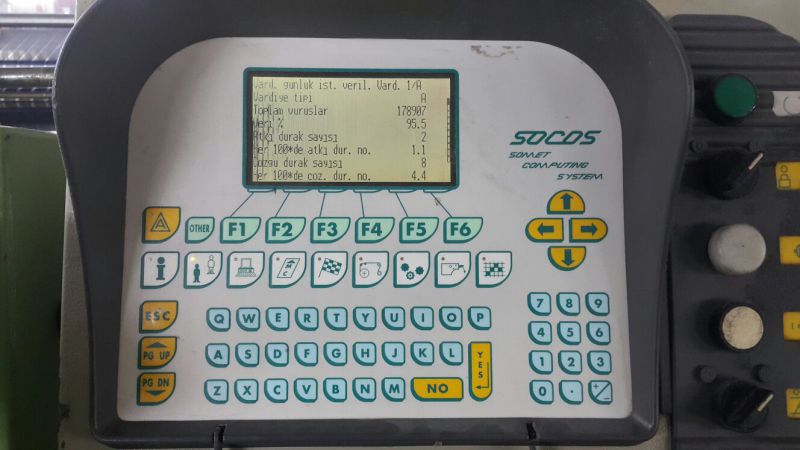 Vard. gunluk ist. veril. Vard. 1/A
Vardiye tipi A
Toplam vuruslar 178907
Veril% 95.5
Atkı durak sayısı 2
Her 100*de atkı dur. no. 1.1
Cozgu durak sayısı 8
Her 100*de coz. dur. no. 4.4
SOCOS
SOMET
COMPUTING
SYSTEM
OTHER F1 F2 F3 F4 F5 F6
i M C
ESC
Q W E R T Y U I O P
7 8 9
PG UP
A S D F G H J K L
YES
4 5 6
PG DN
Z X C V B N M NO
1 2 3
0 . +/-